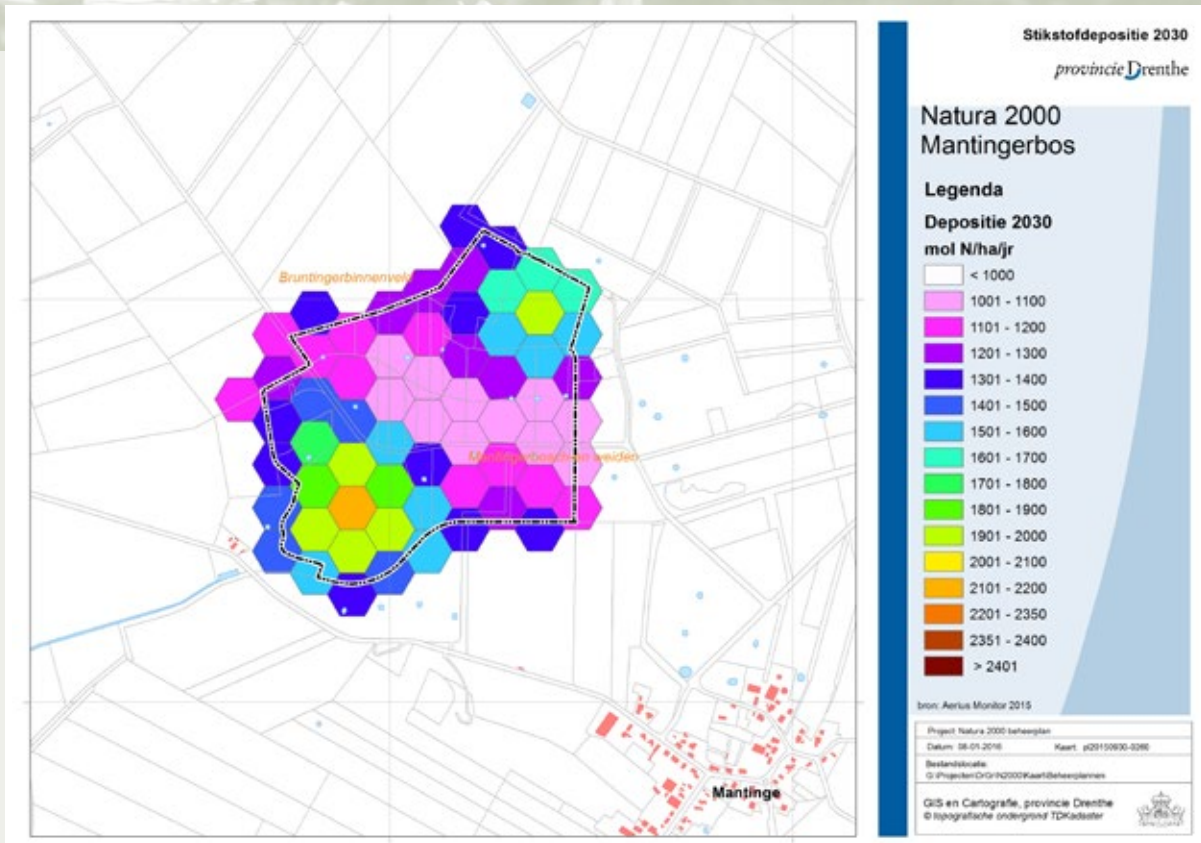 Stikstofdepositie 2030
provincie Drenthe
Natura 2000
Mantingerbos
Legenda
Depositie 2030
mol N/ha/jr
< 1000
1001 - 1100
1101 - 1200
1201 - 1300
1301 - 1400
1401 - 1500
1501 - 1600
1601 - 1700
1701 - 1800
1801 - 1900
1901 - 2000
2001 - 2100
2101 - 2200
2201 - 2350
2351 - 2400
> 2401
bron: Aerius Monitor 2015
Project: Natura 2000 beheerplan
Datum: 08-01-2016 Kaart:
Bestandslocatie:
GIS en Cartografie, provincie Drenthe
© topografische ondergrond TDKadaster
Bruntingerbinnenveld
weiden
Mantinge